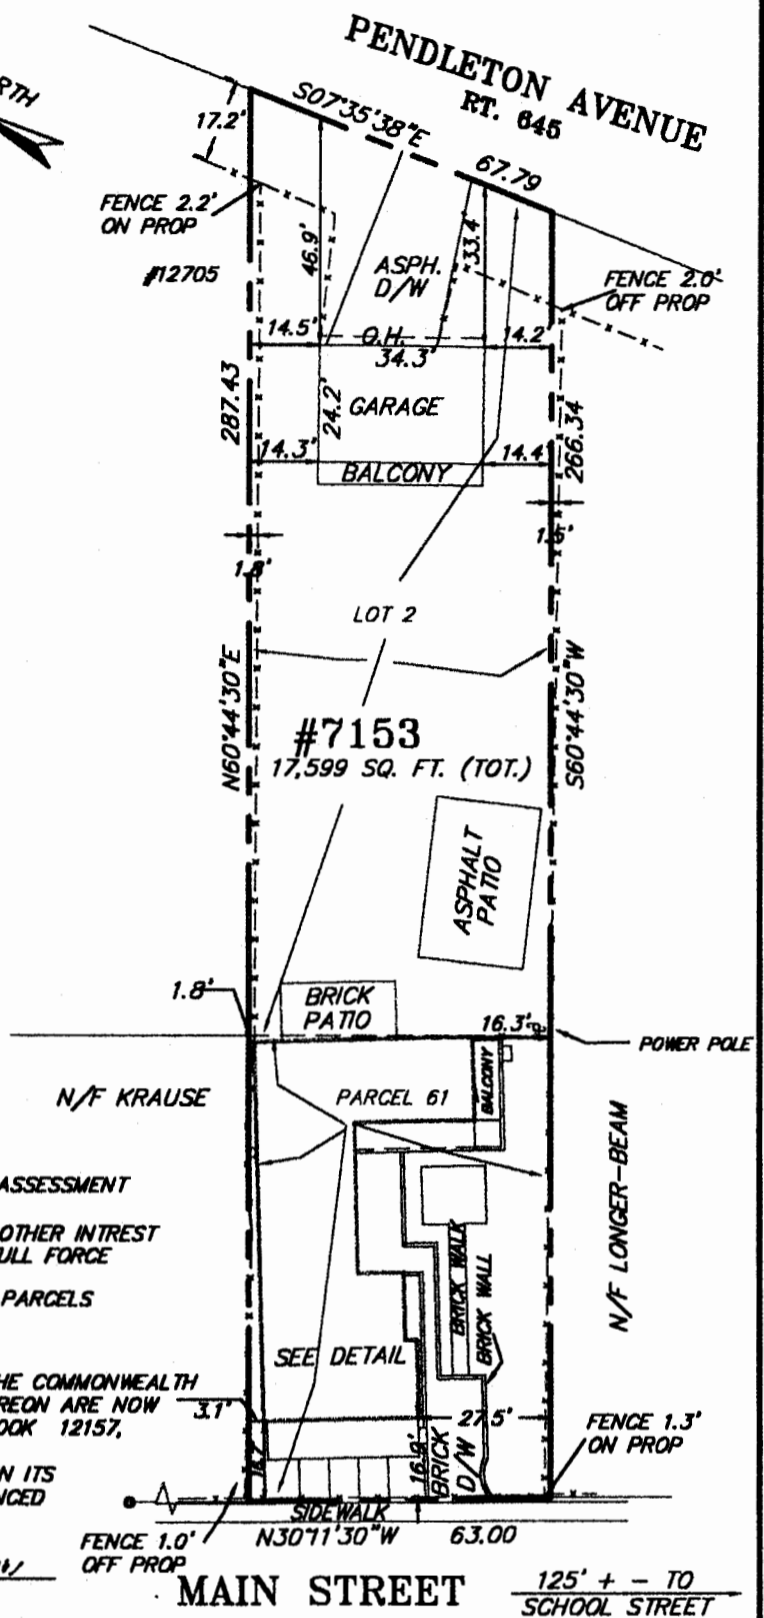 PENDLETON AVENUE
RT. 645
RTH
S07°35'38"E
67.79
17.2'
FENCE 2.2'
ON PROP
#12705
46.9'
ASPH.
D/W
33.4'
FENCE 2.0'
OFF PROP
14.5'
O.H.
34.3'
14.2'
287.43
24.2'
GARAGE
266.34
14.3'
BALCONY
14.4'
1.5'
1.8'
LOT 2
N60°44'30"E
S60°44'30"W
#7153
17,599 SQ. FT. (TOT.)
ASPHALT
PATIO
1.8'
BRICK
PATIO
16.3'
POWER POLE
N/F KRAUSE
PARCEL 61
BALCONY
N/F LONGER-BEAM
ASSESSMENT
OTHER INTREST
ULL FORCE
PARCELS
BRICK WALK
BRICK WALL
SEE DETAIL
HE COMMONWEALTH
REON ARE NOW
OOK 12157,
3.1'
27.5'
FENCE 1.3'
ON PROP
N ITS
NCED
16.9'
BRICK
D/W
SIDEWALK
FENCE 1.0'
OFF PROP
N30°11'30"W
63.00
MAIN STREET
125' + - TO
SCHOOL STREET